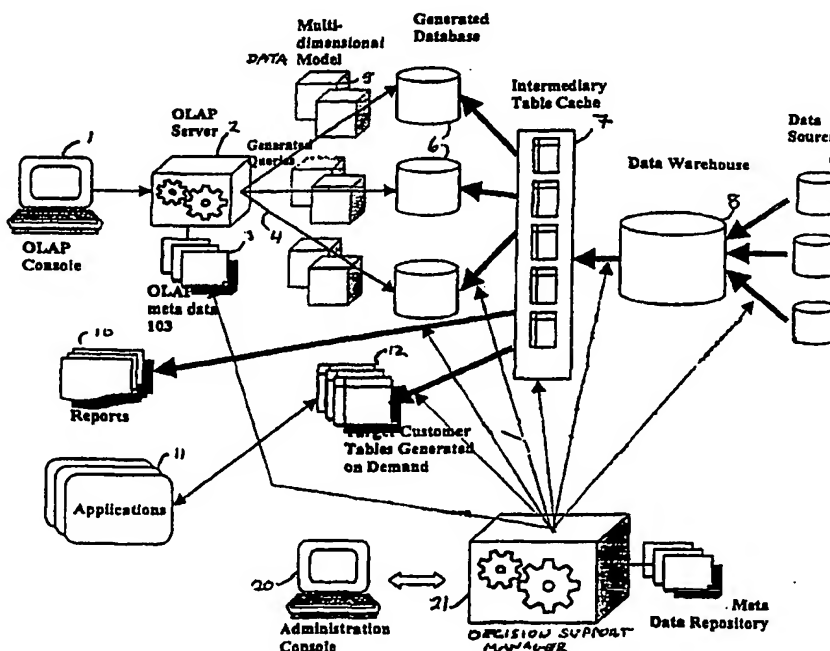 Multi-
dimensional
DATA Model
5
Generated
Database
6
Intermediary
Table Cache
7
Data
Sourc
Data Warehouse
8
1
OLAP
Server
2
Generated
Queries
4
OLAP
Console
3
OLAP
meta data
103
10
Reports
12
Target Customer
Tables Generated
on Demand
11
Applications
20
Administration
Console
21
DECISION SUPPORT
MANAGER
Meta
Data Repository